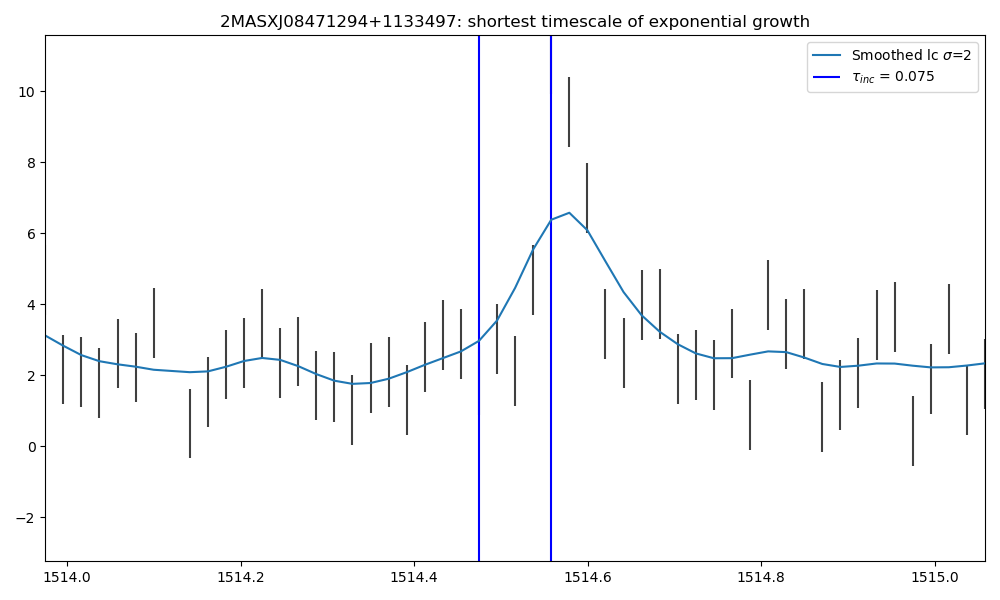 2MASXJ08471294+1133497: shortest timescale of exponential growth
Smoothed lc σ=2
τinc = 0.075
10
8
6
4
2
0
−2
1514.0 1514.2 1514.4 1514.6 1514.8 1515.0